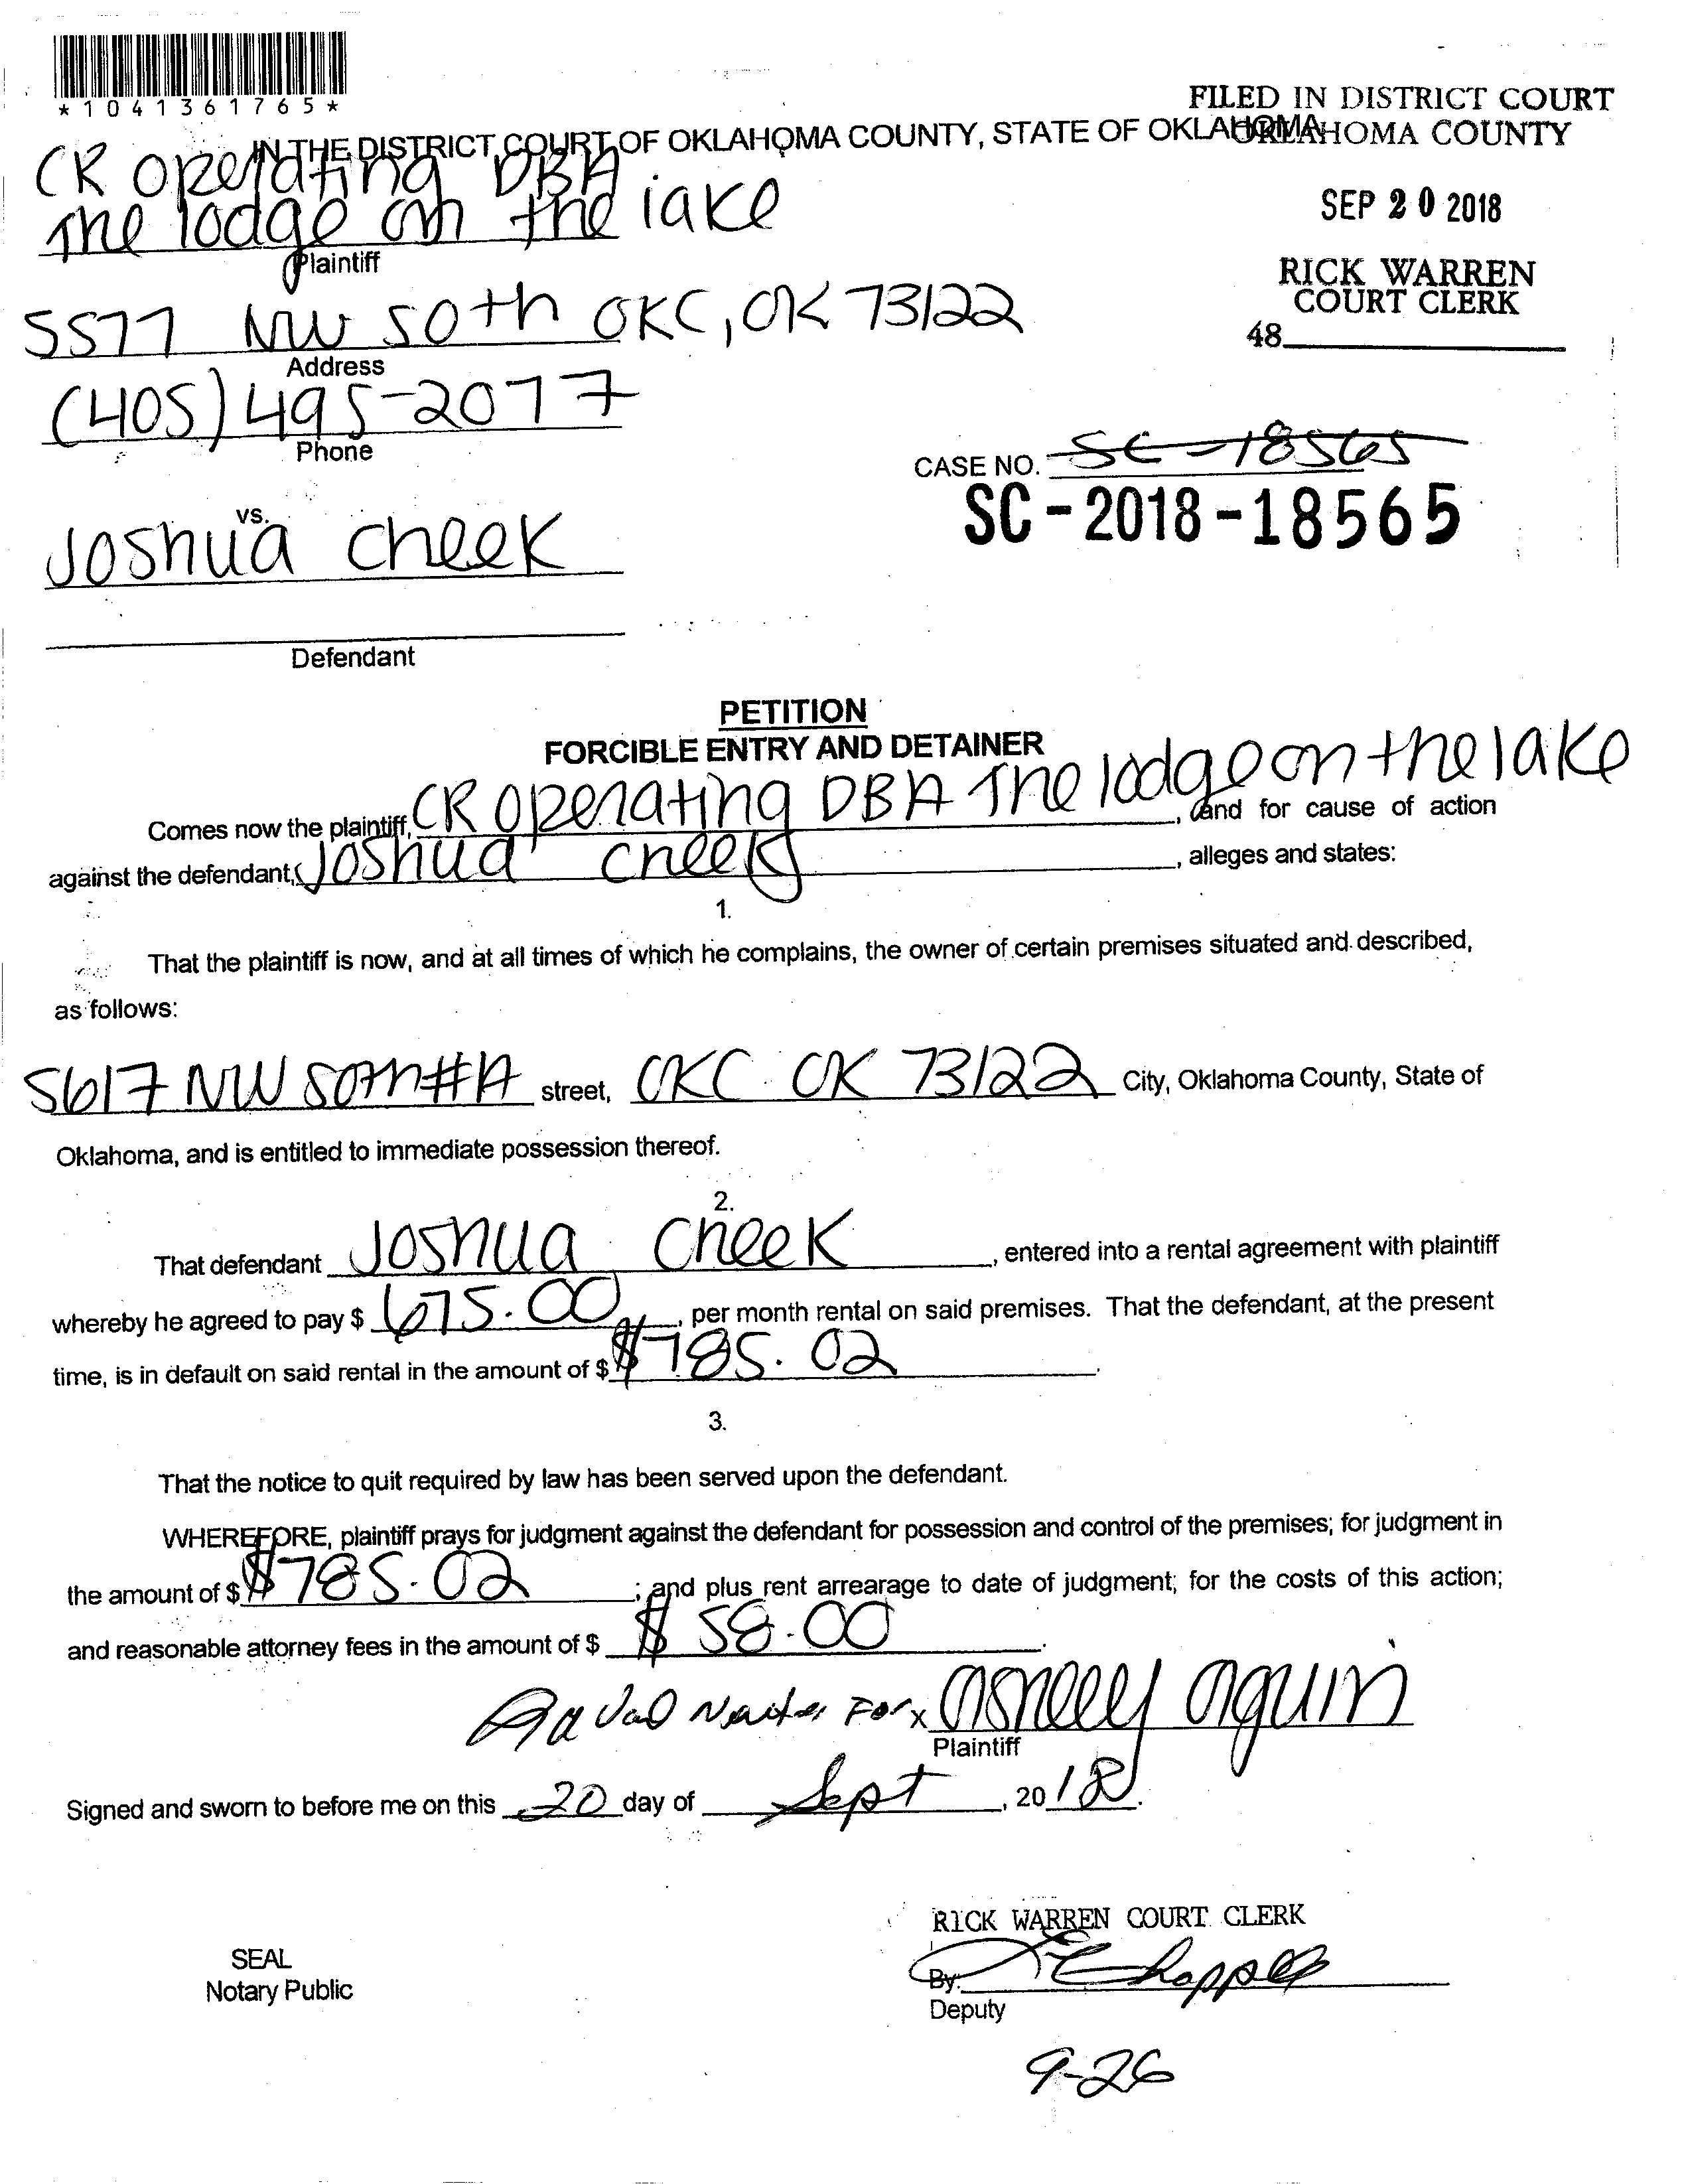 *1041361765*
FILED IN DISTRICT COURT
OKLAHOMA COUNTY
IN THE DISTRICT COURT OF OKLAHOMA COUNTY, STATE OF OKLAHOMA
CR operating DBA
The lodge on the lake
Plaintiff
SEP 20 2018
RICK WARREN
COURT CLERK
48
5577 NW 50th OKC, OK 73122
Address
(405) 495-2077
Phone
CASE NO. SC-18565
SC-2018-18565
vs.
Joshua cheek
Defendant
PETITION
FORCIBLE ENTRY AND DETAINER
Comes now the plaintiff, CR Operating DBA The lodge on the lake, and for cause of action
against the defendant, Joshua cheek, alleges and states:
1.
That the plaintiff is now, and at all times of which he complains, the owner of certain premises situated and described,
as follows:
5617 NW 50th #A street, OKC OK 73122 City, Oklahoma County, State of
Oklahoma, and is entitled to immediate possession thereof.
2.
That defendant Joshua Cheek, entered into a rental agreement with plaintiff
whereby he agreed to pay $ 675.00, per month rental on said premises. That the defendant, at the present
time, is in default on said rental in the amount of $ $785.02.
3.
That the notice to quit required by law has been served upon the defendant.
WHEREFORE, plaintiff prays for judgment against the defendant for possession and control of the premises; for judgment in
the amount of $ $785.02; and plus rent arrearage to date of judgment; for the costs of this action;
and reasonable attorney fees in the amount of $ $58.00.
For x Ashley Aguin
Plaintiff
Signed and sworn to before me on this 20 day of Sept, 2018.
RICK WARREN COURT CLERK
SEAL
Notary Public
By:
Deputy
9-26